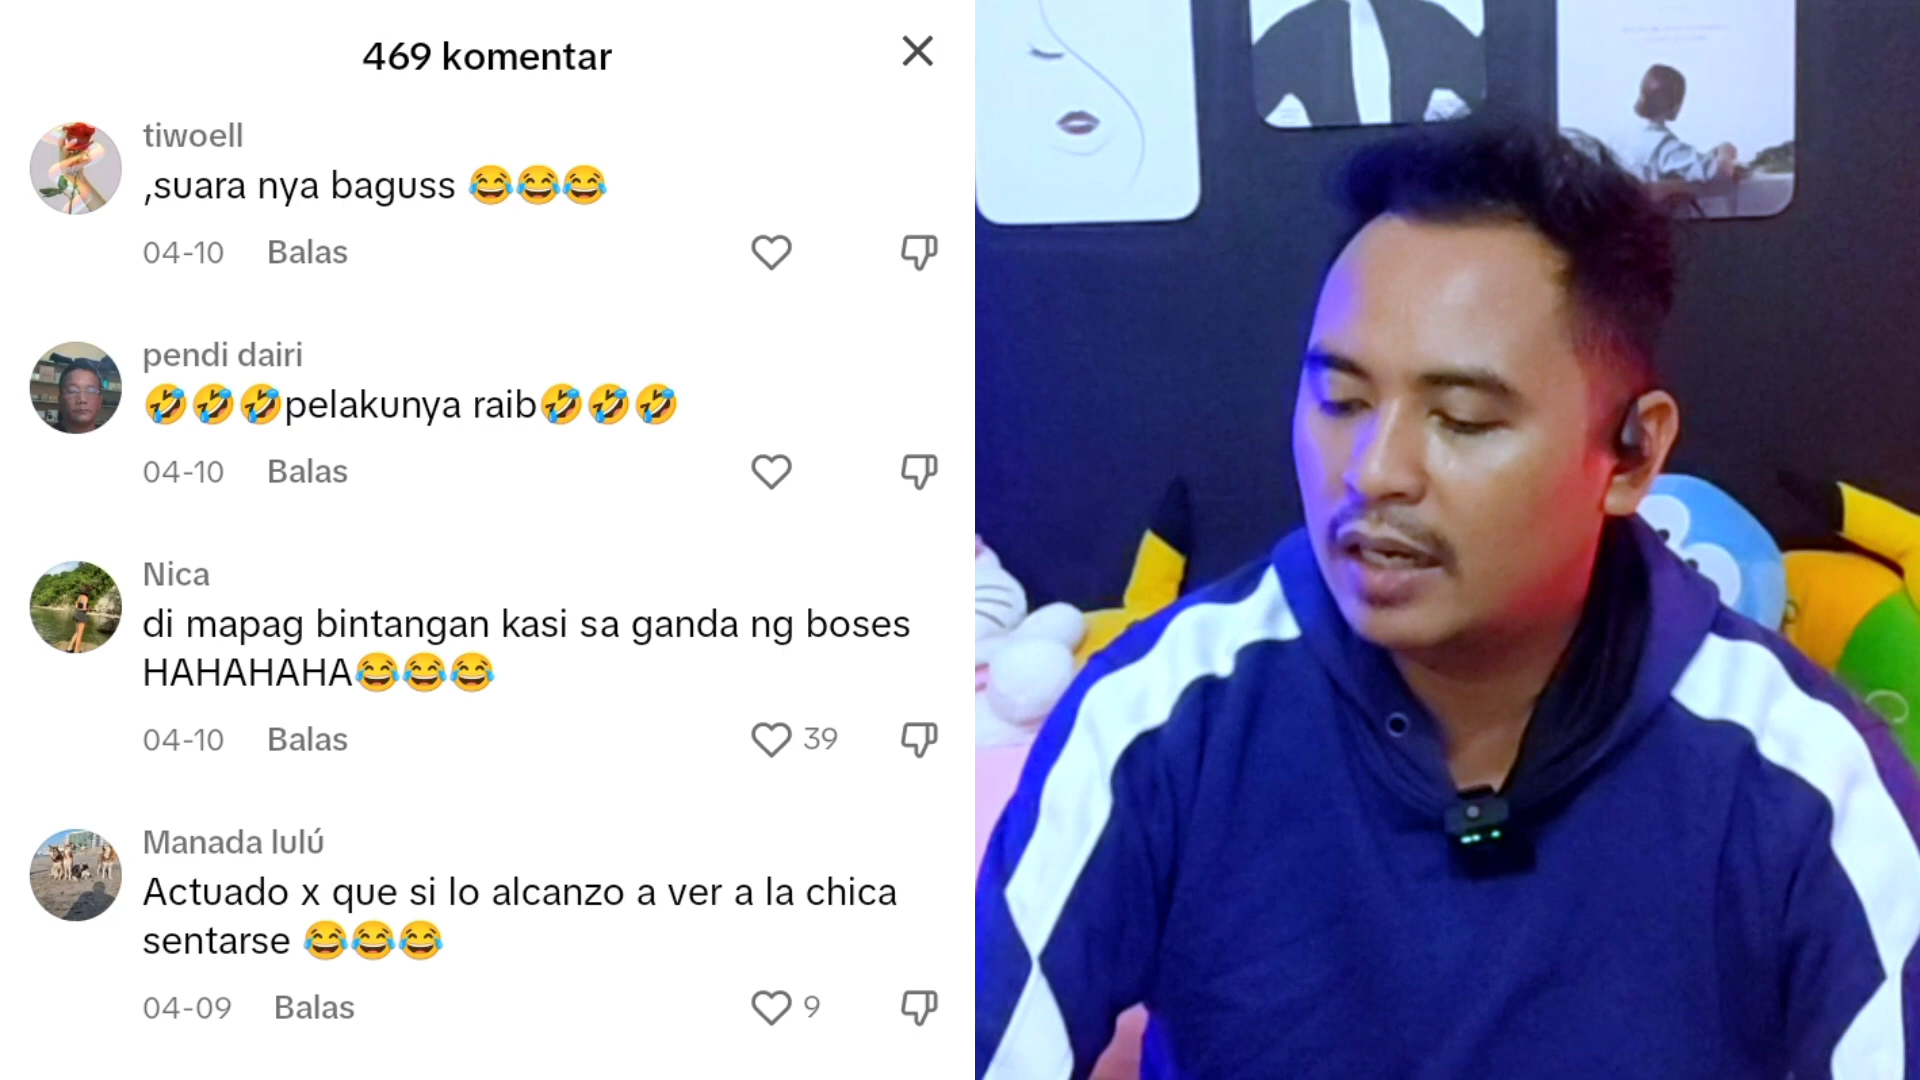 469 komentar
tiwoell
,suara nya baguss 😂😂😂
04-10 Balas
pendi dairi
🤣🤣🤣pelakunya raib🤣🤣🤣
04-10 Balas
Nica
di mapag bintangan kasi sa ganda ng boses
HAHAHAHA😂😂😂
04-10 Balas 39
Manada lulú
Actuado x que si lo alcanzo a ver a la chica
sentarse 😂😂😂
04-09 Balas 9